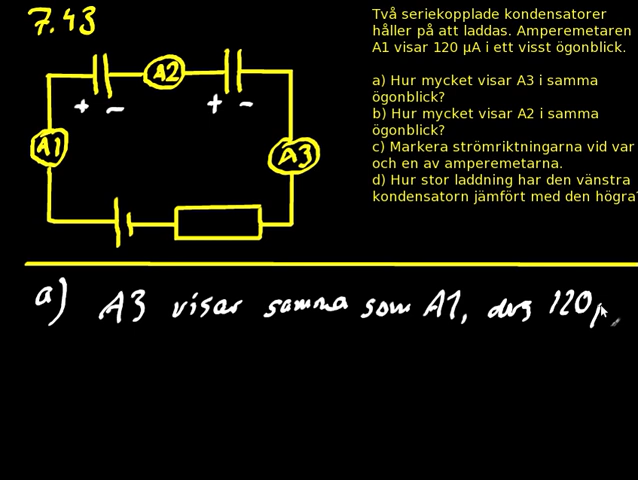 7.43
Två seriekopplade kondensatorer
håller på att laddas. Amperemetaren
A1 visar 120 µA i ett visst ögonblick.
a) Hur mycket visar A3 i samma
ögonblick?
b) Hur mycket visar A2 i samma
ögonblick?
c) Markera strömriktningarna vid var
och en av amperemetarna.
d) Hur stor laddning har den vänstra
kondensatorn jämfört med den högra?
A2
+ - + -
A1
A3
a) A3 visar samma som A1, dvs 120µ